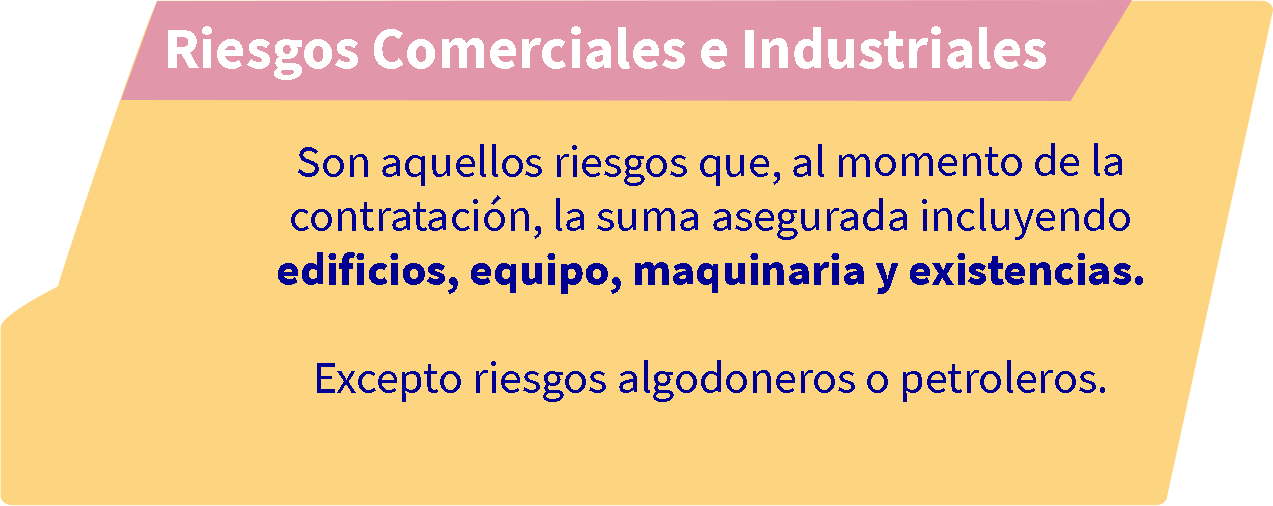 Riesgos Comerciales e Industriales
Son aquellos riesgos que, al momento de la
contratación, la suma asegurada incluyendo
edificios, equipo, maquinaria y existencias.
Excepto riesgos algodoneros o petroleros.